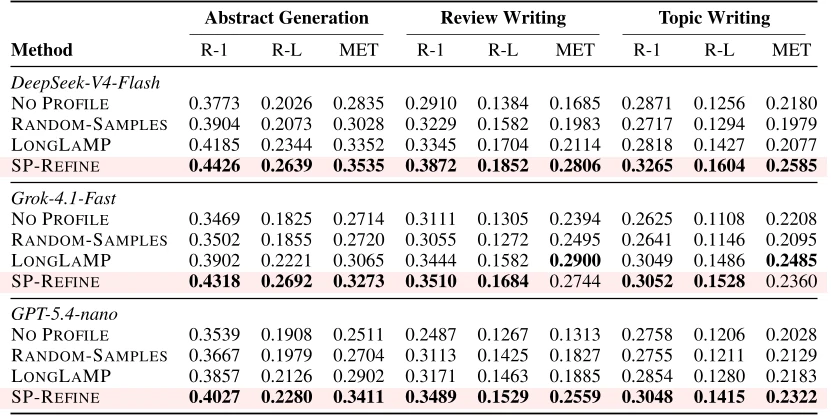 Abstract Generation Review Writing Topic Writing
Method R-1 R-L MET R-1 R-L MET R-1 R-L MET
DeepSeek-V4-Flash
NO PROFILE 0.3773 0.2026 0.2835 0.2910 0.1384 0.1685 0.2871 0.1256 0.2180
RANDOM-SAMPLES 0.3904 0.2073 0.3028 0.3229 0.1582 0.1983 0.2717 0.1294 0.1979
LONGLAMP 0.4185 0.2344 0.3352 0.3345 0.1704 0.2114 0.2818 0.1427 0.2077
SP-REFINE 0.4426 0.2639 0.3535 0.3872 0.1852 0.2806 0.3265 0.1604 0.2585
Grok-4.1-Fast
NO PROFILE 0.3469 0.1825 0.2714 0.3111 0.1305 0.2394 0.2625 0.1108 0.2208
RANDOM-SAMPLES 0.3502 0.1855 0.2720 0.3055 0.1272 0.2495 0.2641 0.1146 0.2095
LONGLAMP 0.3902 0.2221 0.3065 0.3444 0.1582 0.2900 0.3049 0.1486 0.2485
SP-REFINE 0.4318 0.2692 0.3273 0.3510 0.1684 0.2744 0.3052 0.1528 0.2360
GPT-5.4-nano
NO PROFILE 0.3539 0.1908 0.2511 0.2487 0.1267 0.1313 0.2758 0.1206 0.2028
RANDOM-SAMPLES 0.3667 0.1979 0.2704 0.3113 0.1425 0.1827 0.2755 0.1211 0.2129
LONGLAMP 0.3857 0.2126 0.2902 0.3171 0.1463 0.1885 0.2854 0.1280 0.2183
SP-REFINE 0.4027 0.2280 0.3411 0.3489 0.1529 0.2559 0.3048 0.1415 0.2322